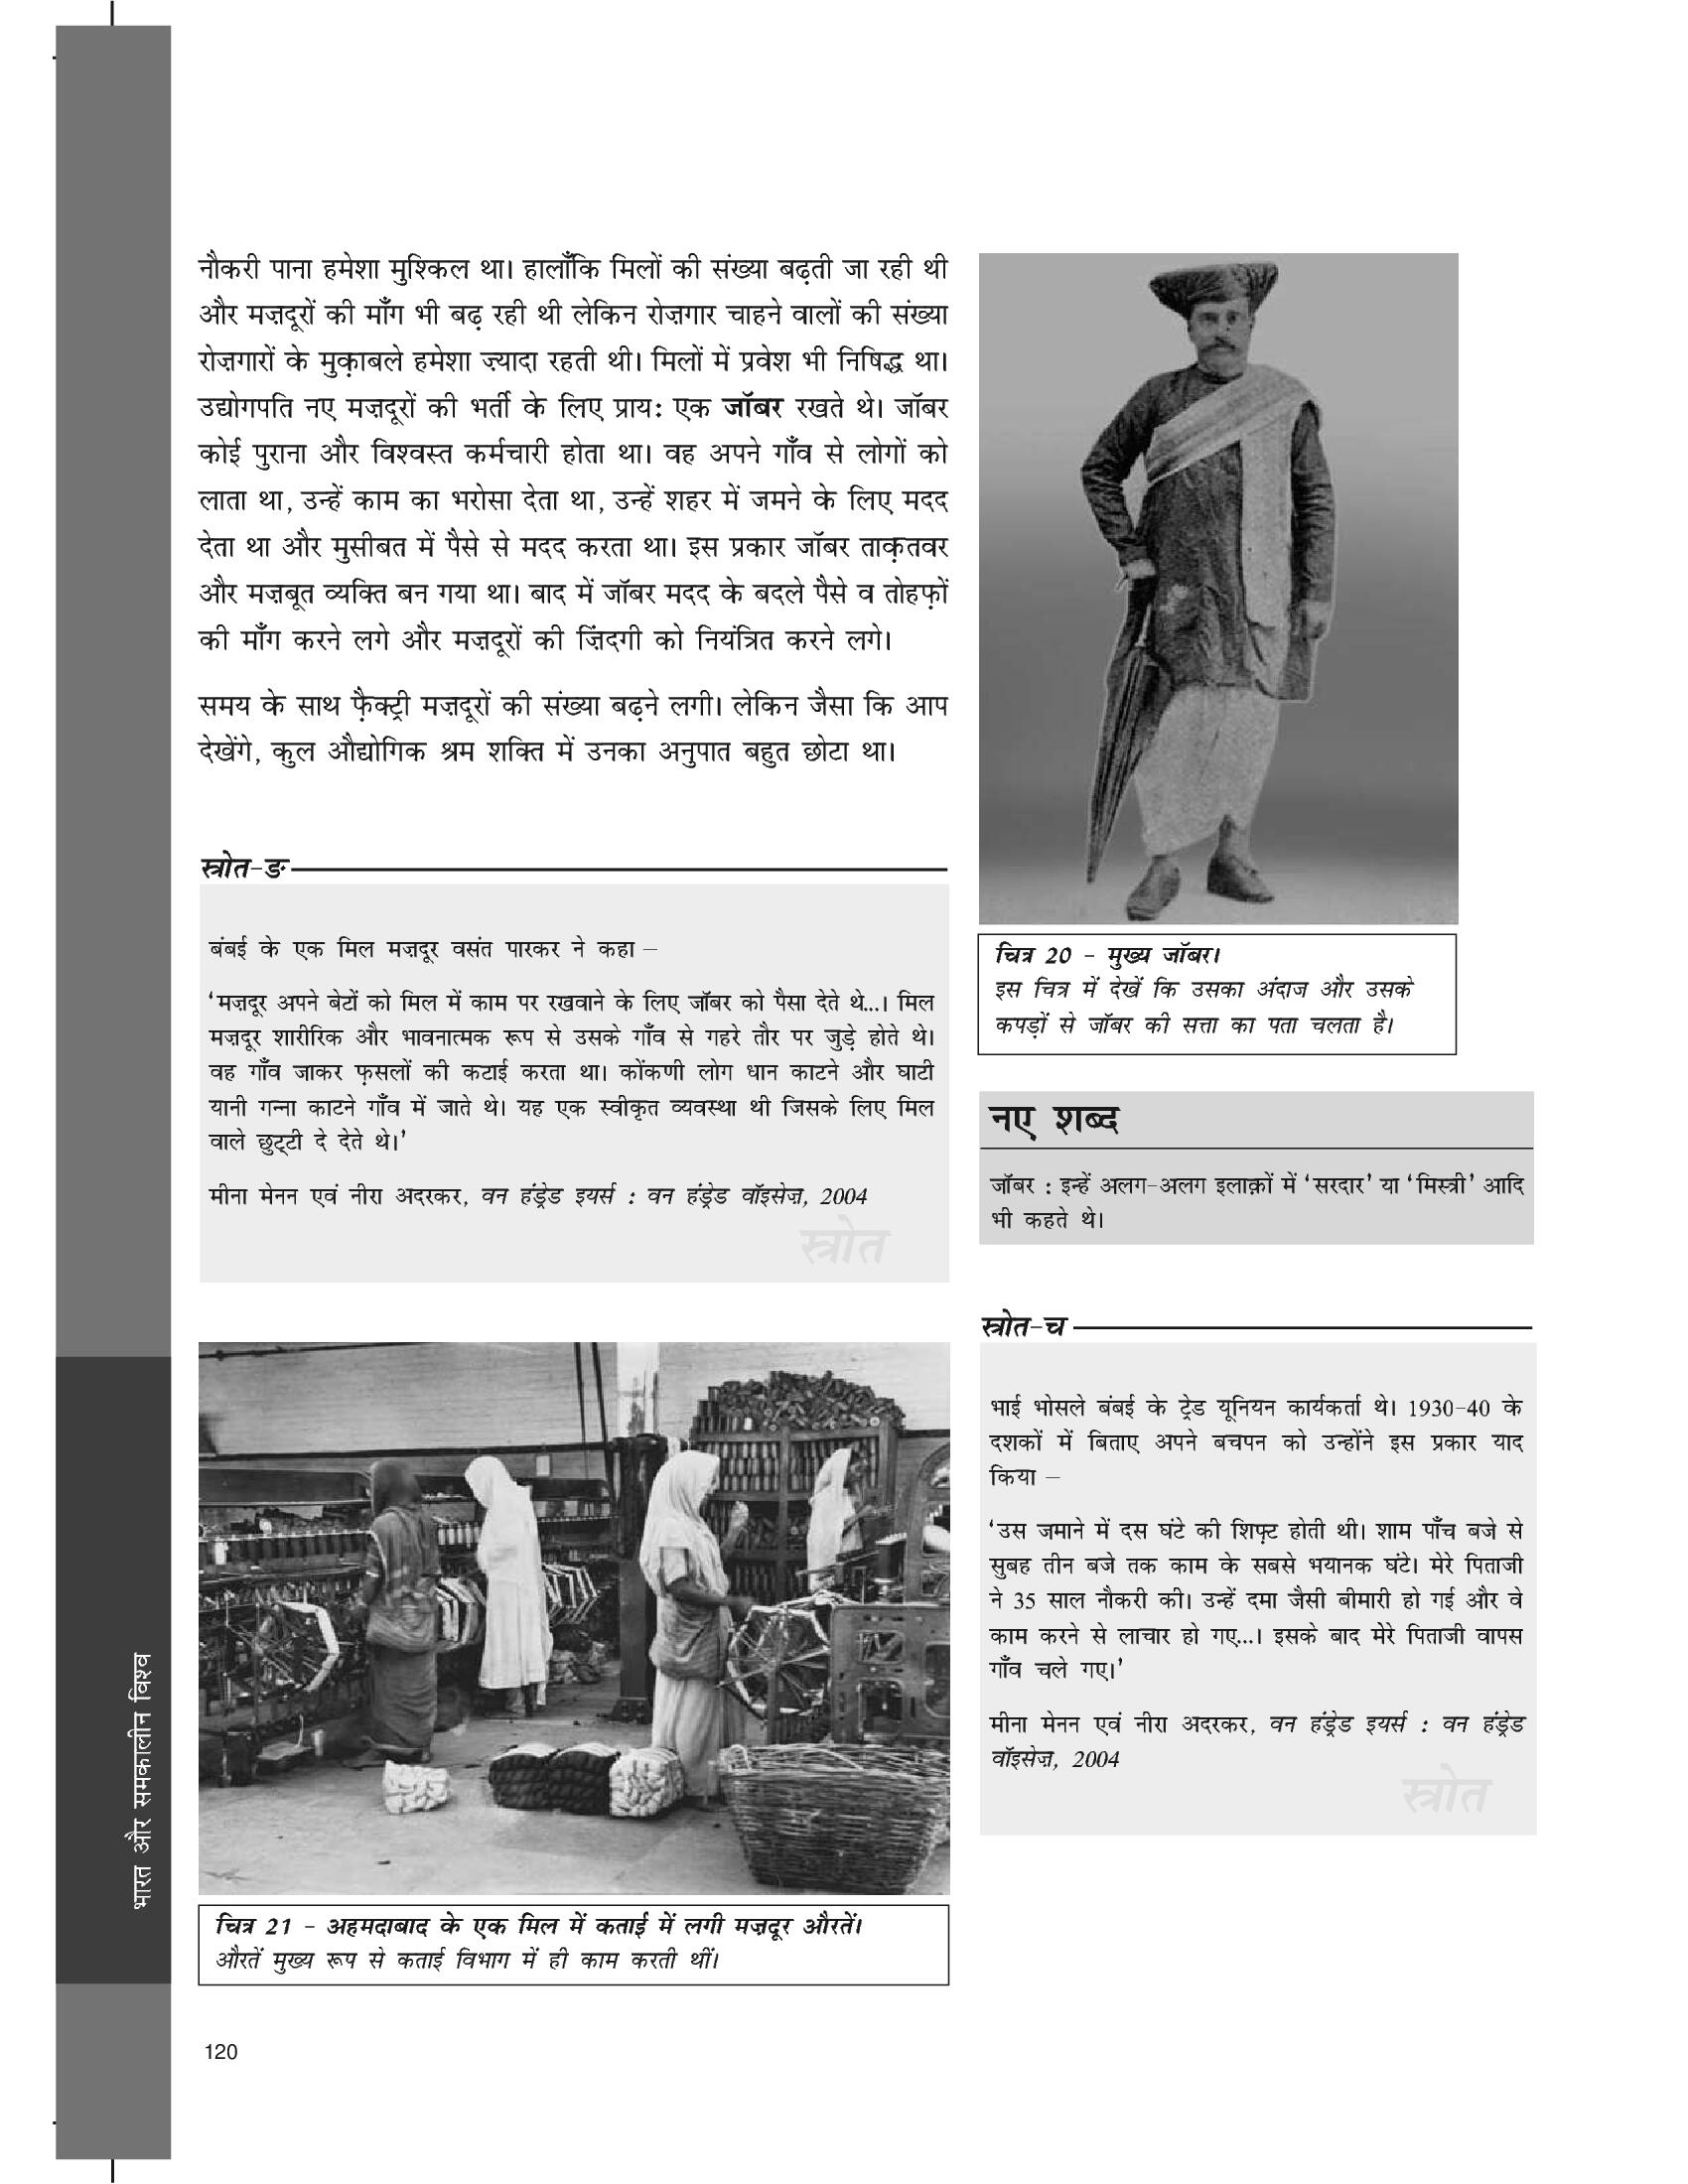 नौकरी पाना हमेशा मुश्किल था। हालाँकि मिलों की संख्या बढ़ती जा रही थी
और मज़दूरों की माँग भी बढ़ रही थी लेकिन रोज़गार चाहने वालों की संख्या
रोज़गारों के मुक़ाबले हमेशा ज़्यादा रहती थी। मिलों में प्रवेश भी निषिद्ध था।
उद्योगपति नए मज़दूरों की भर्ती के लिए प्रायः एक जॉबर रखते थे। जॉबर
कोई पुराना और विश्वस्त कर्मचारी होता था। वह अपने गाँव से लोगों को
लाता था, उन्हें काम का भरोसा देता था, उन्हें शहर में जमने के लिए मदद
देता था और मुसीबत में पैसे से मदद करता था। इस प्रकार जॉबर ताक़तवर
और मज़बूत व्यक्ति बन गया था। बाद में जॉबर मदद के बदले पैसे व तोहफ़ों
की माँग करने लगे और मज़दूरों की ज़िंदगी को नियंत्रित करने लगे।
समय के साथ फ़ैक्ट्री मज़दूरों की संख्या बढ़ने लगी। लेकिन जैसा कि आप
देखेंगे, कुल औद्योगिक श्रम शक्ति में उनका अनुपात बहुत छोटा था।
स्रोत-ङ
बंबई के एक मिल मज़दूर वसंत पारकर ने कहा –
‘मज़दूर अपने बेटों को मिल में काम पर रखवाने के लिए जॉबर को पैसा देते थे...। मिल
मज़दूर शारीरिक और भावनात्मक रूप से उसके गाँव से गहरे तौर पर जुड़े होते थे।
वह गाँव जाकर फ़सलों की कटाई करता था। कोंकणी लोग धान काटने और घाटी
यानी गन्ना काटने गाँव में जाते थे। यह एक स्वीकृत व्यवस्था थी जिसके लिए मिल
वाले छुट्टी दे देते थे।’
मीना मेनन एवं नीरा अदरकर, वन हंड्रेड इयर्स : वन हंड्रेड वॉइसेज़, 2004
स्रोत
चित्र 21 – अहमदाबाद के एक मिल में कताई में लगी मज़दूर औरतें।
औरतें मुख्य रूप से कताई विभाग में ही काम करती थीं।
चित्र 20 – मुख्य जॉबर।
इस चित्र में देखें कि उसका अंदाज और उसके
कपड़ों से जॉबर की सत्ता का पता चलता है।
नए शब्द
जॉबर : इन्हें अलग-अलग इलाक़ों में ‘सरदार’ या ‘मिस्त्री’ आदि
भी कहते थे।
स्रोत-च
भाई भोसले बंबई के ट्रेड यूनियन कार्यकर्ता थे। 1930-40 के
दशकों में बिताए अपने बचपन को उन्होंने इस प्रकार याद
किया –
‘उस जमाने में दस घंटे की शिफ़्ट होती थी। शाम पाँच बजे से
सुबह तीन बजे तक काम के सबसे भयानक घंटे। मेरे पिताजी
ने 35 साल नौकरी की। उन्हें दमा जैसी बीमारी हो गई और वे
काम करने से लाचार हो गए...। इसके बाद मेरे पिताजी वापस
गाँव चले गए।’
मीना मेनन एवं नीरा अदरकर, वन हंड्रेड इयर्स : वन हंड्रेड
वॉइसेज़, 2004
स्रोत
भारत और समकालीन विश्व
120